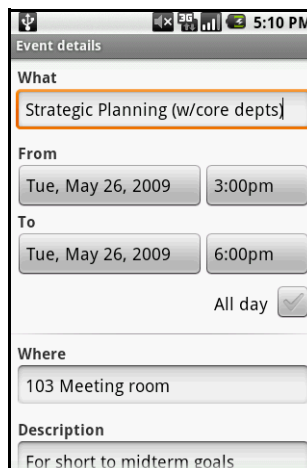 3G 5:10 PM
Event details
What
Strategic Planning (w/core depts)
From
Tue, May 26, 2009 3:00pm
To
Tue, May 26, 2009 6:00pm
All day
Where
103 Meeting room
Description
For short to midterm goals